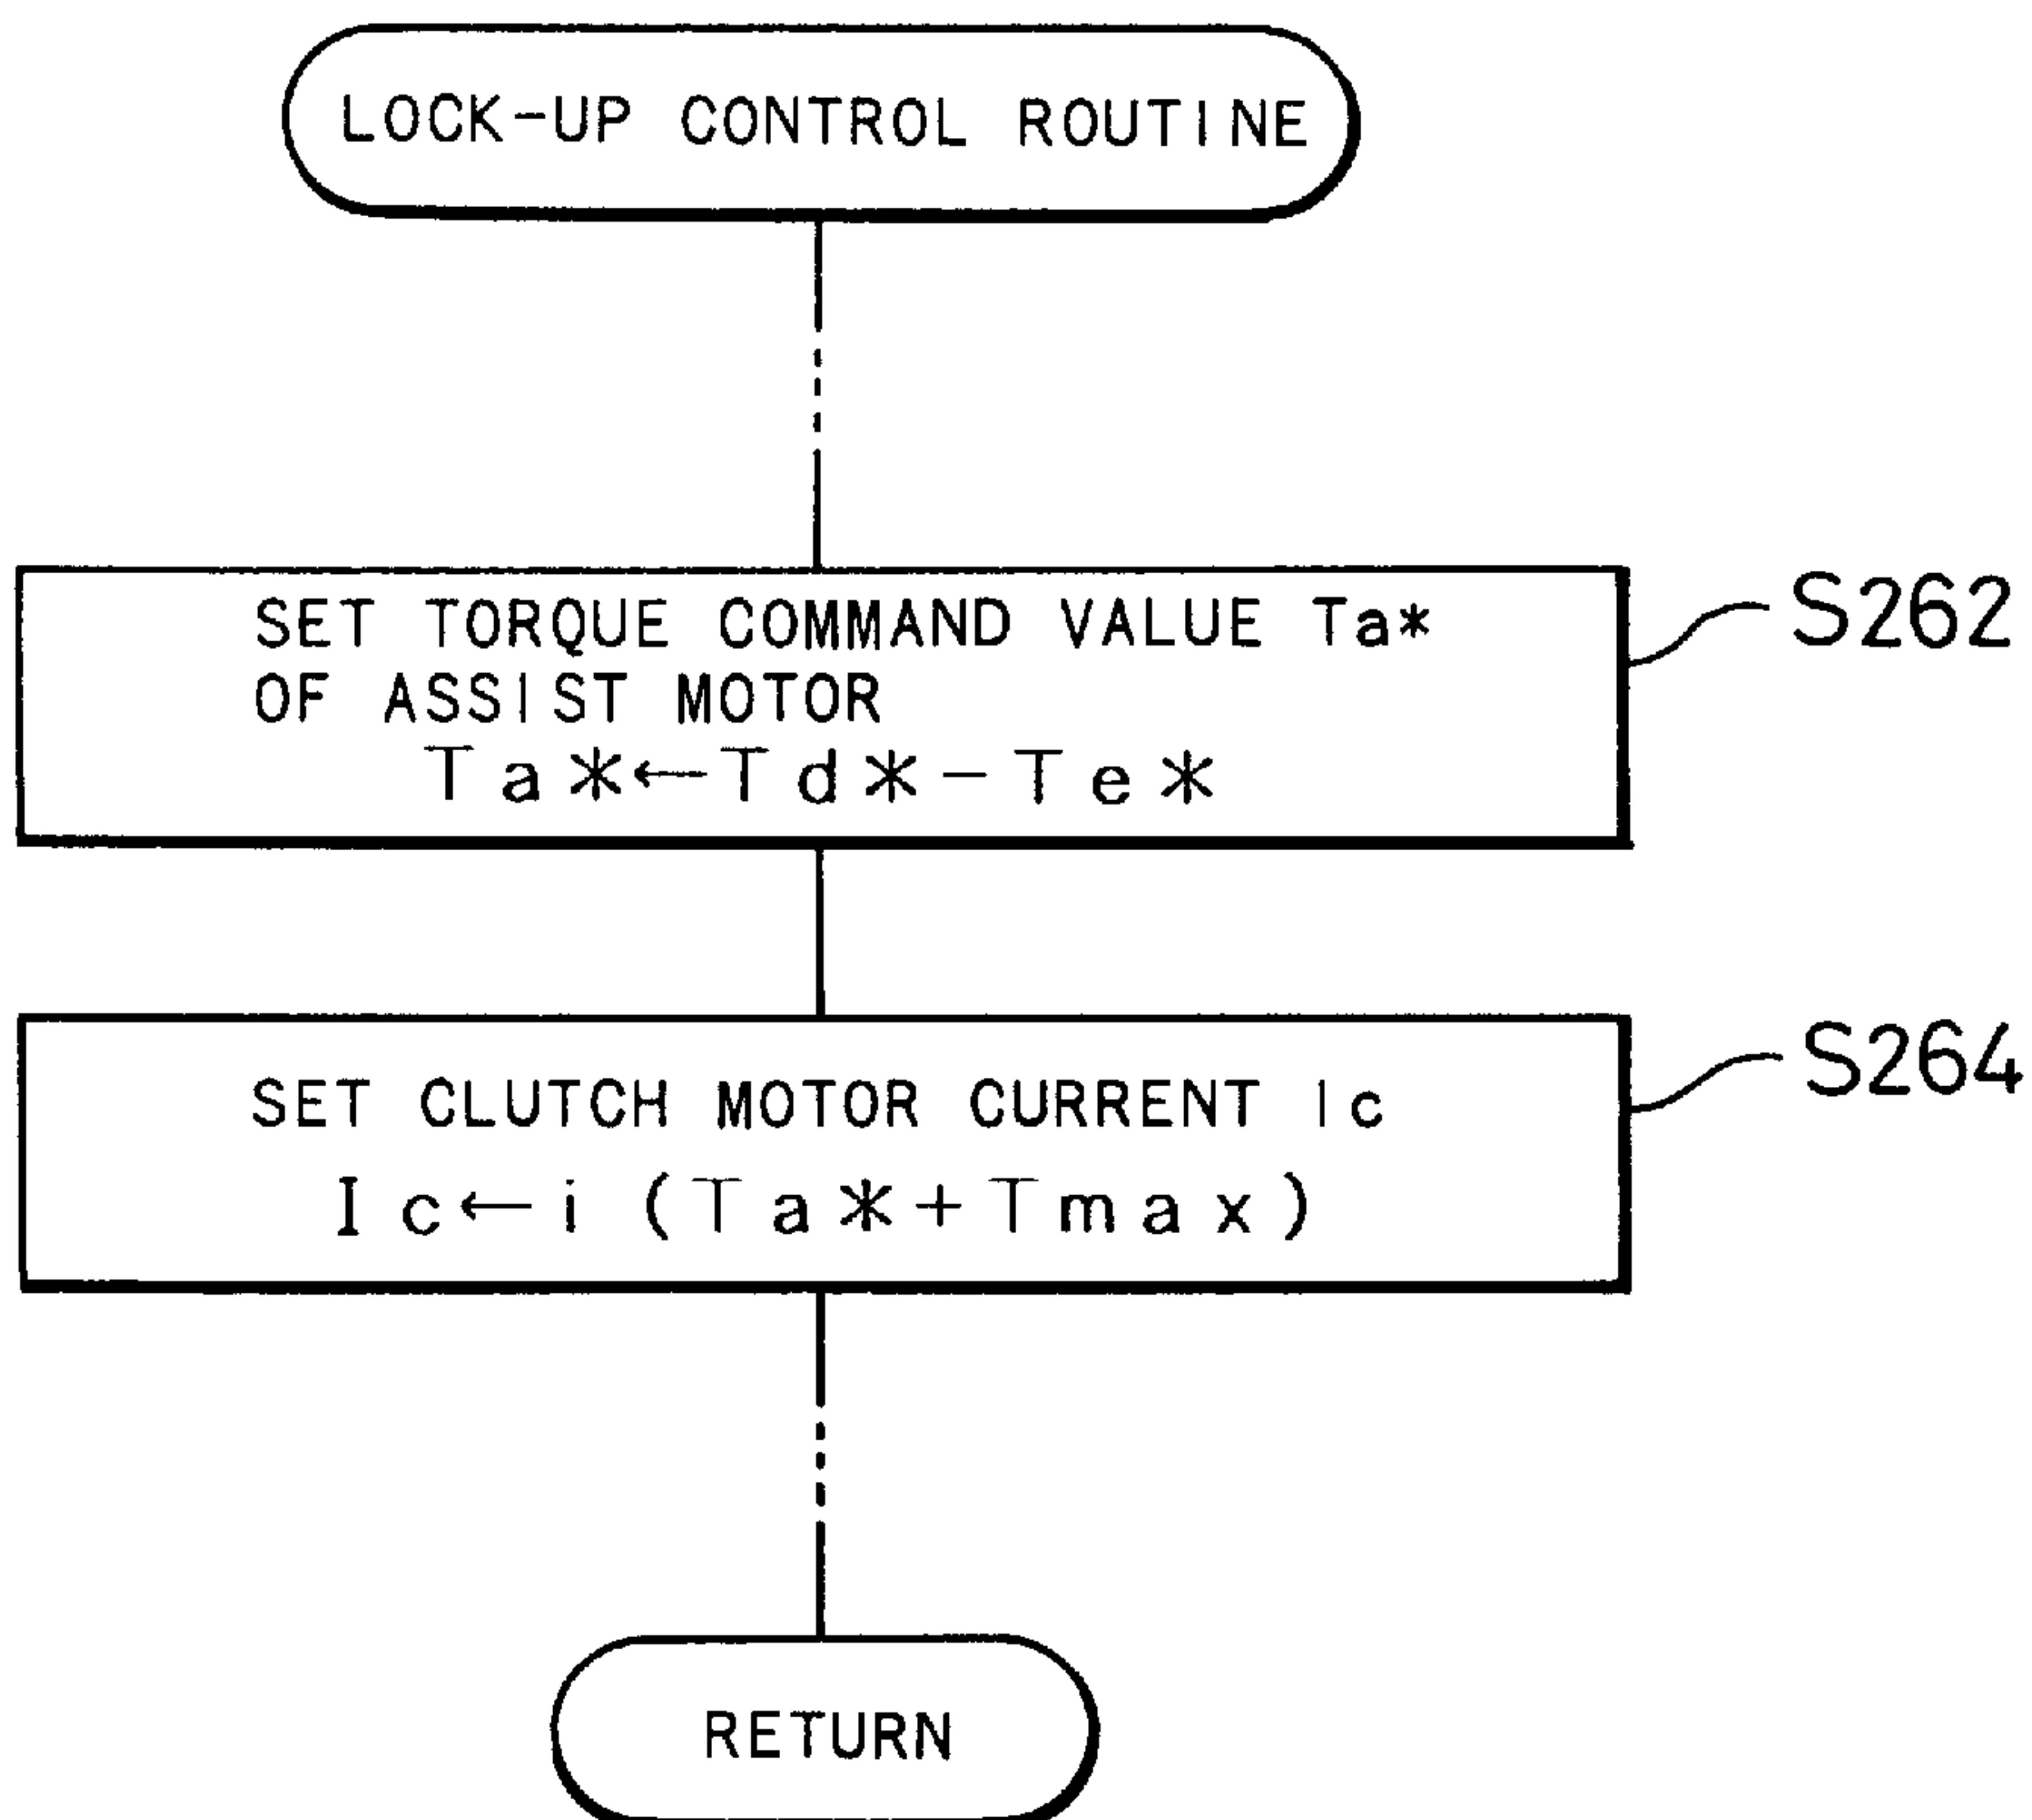 LOCK-UP CONTROL ROUTINE
SET TORQUE COMMAND VALUE Ta*
OF ASSIST MOTOR
Ta*←Td*-Te*
S262
SET CLUTCH MOTOR CURRENT Ic
Ic←i(Ta*+Tmax)
S264
RETURN